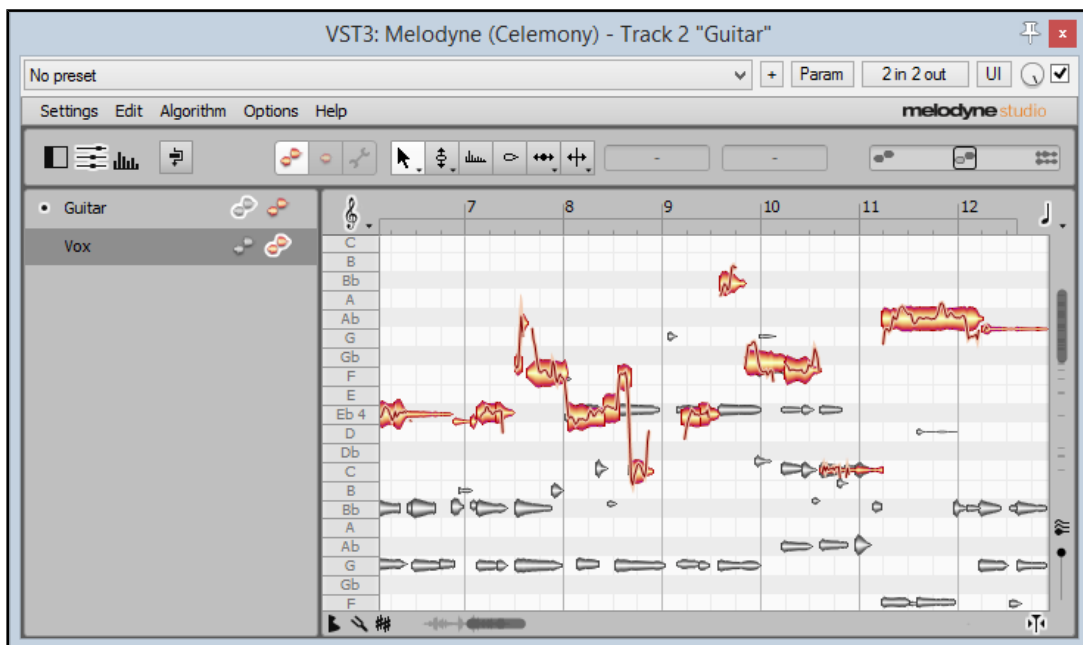 VST3: Melodyne (Celemony) - Track 2 "Guitar"
No preset + Param 2 in 2 out UI
Settings Edit Algorithm Options Help melodyne studio
- -
Guitar
Vox
7 8 9 10 11 12
C
B
Bb
A
Ab
G
Gb
F
E
Eb 4
D
Db
C
B
Bb
A
Ab
G
Gb
F